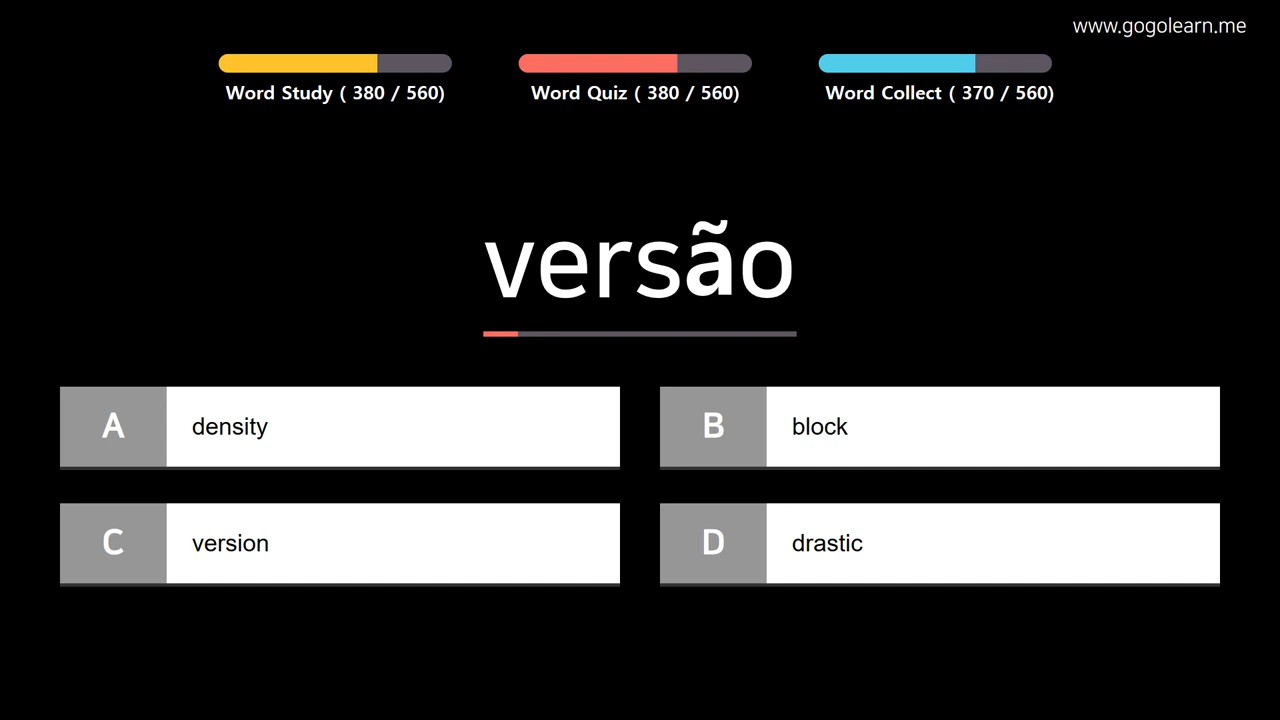 www.gogolearn.me
Word Study ( 380 / 560)
Word Quiz ( 380 / 560)
Word Collect ( 370 / 560)
versão
A density
B block
C version
D drastic